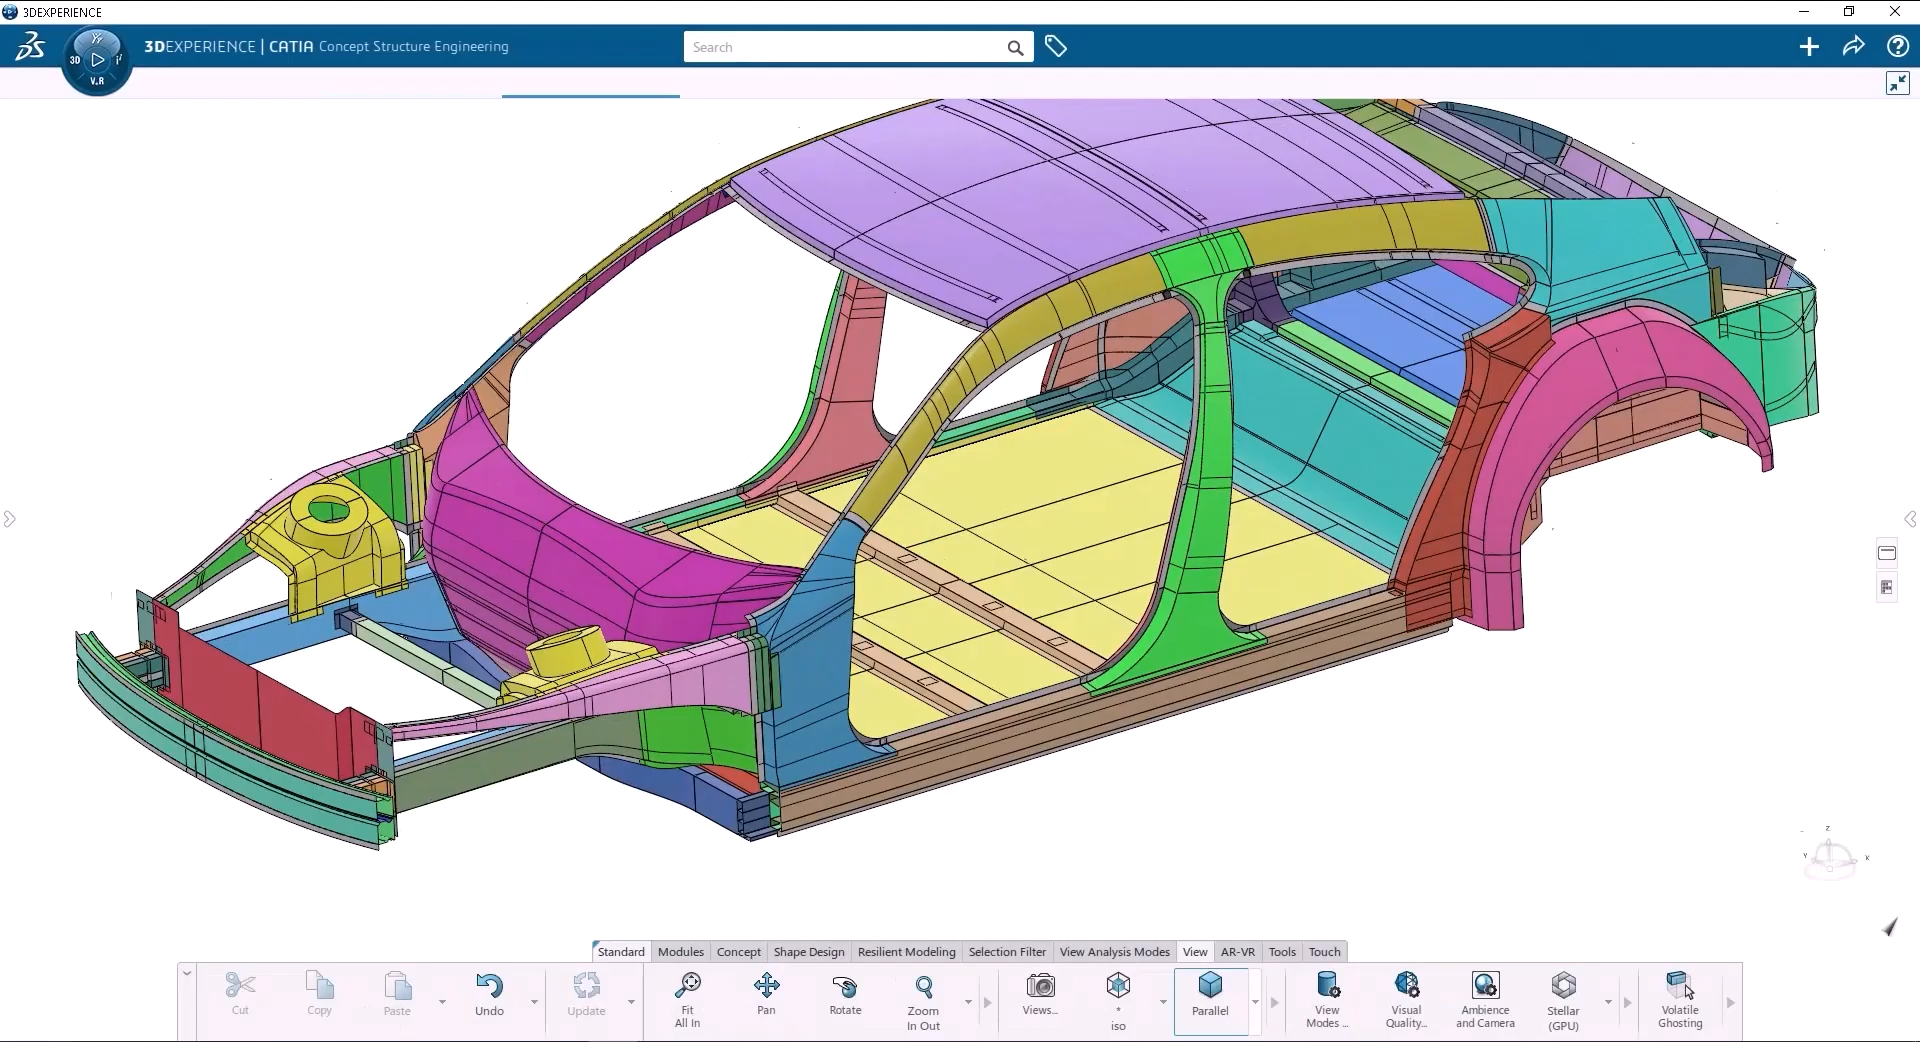 3DEXPERIENCE
3DEXPERIENCE | CATIA Concept Structure Engineering
Search
3D
V.R
Z
Y
X
Standard Modules Concept Shape Design Resilient Modeling Selection Filter View Analysis Modes View AR-VR Tools Touch
Cut
Copy
Paste
Undo
Update
Fit
All In
Pan
Rotate
Zoom
In Out
Views...
*
iso
Parallel
View
Modes ...
Visual
Quality...
Ambience
and Camera
Stellar
(GPU)
Volatile
Ghosting